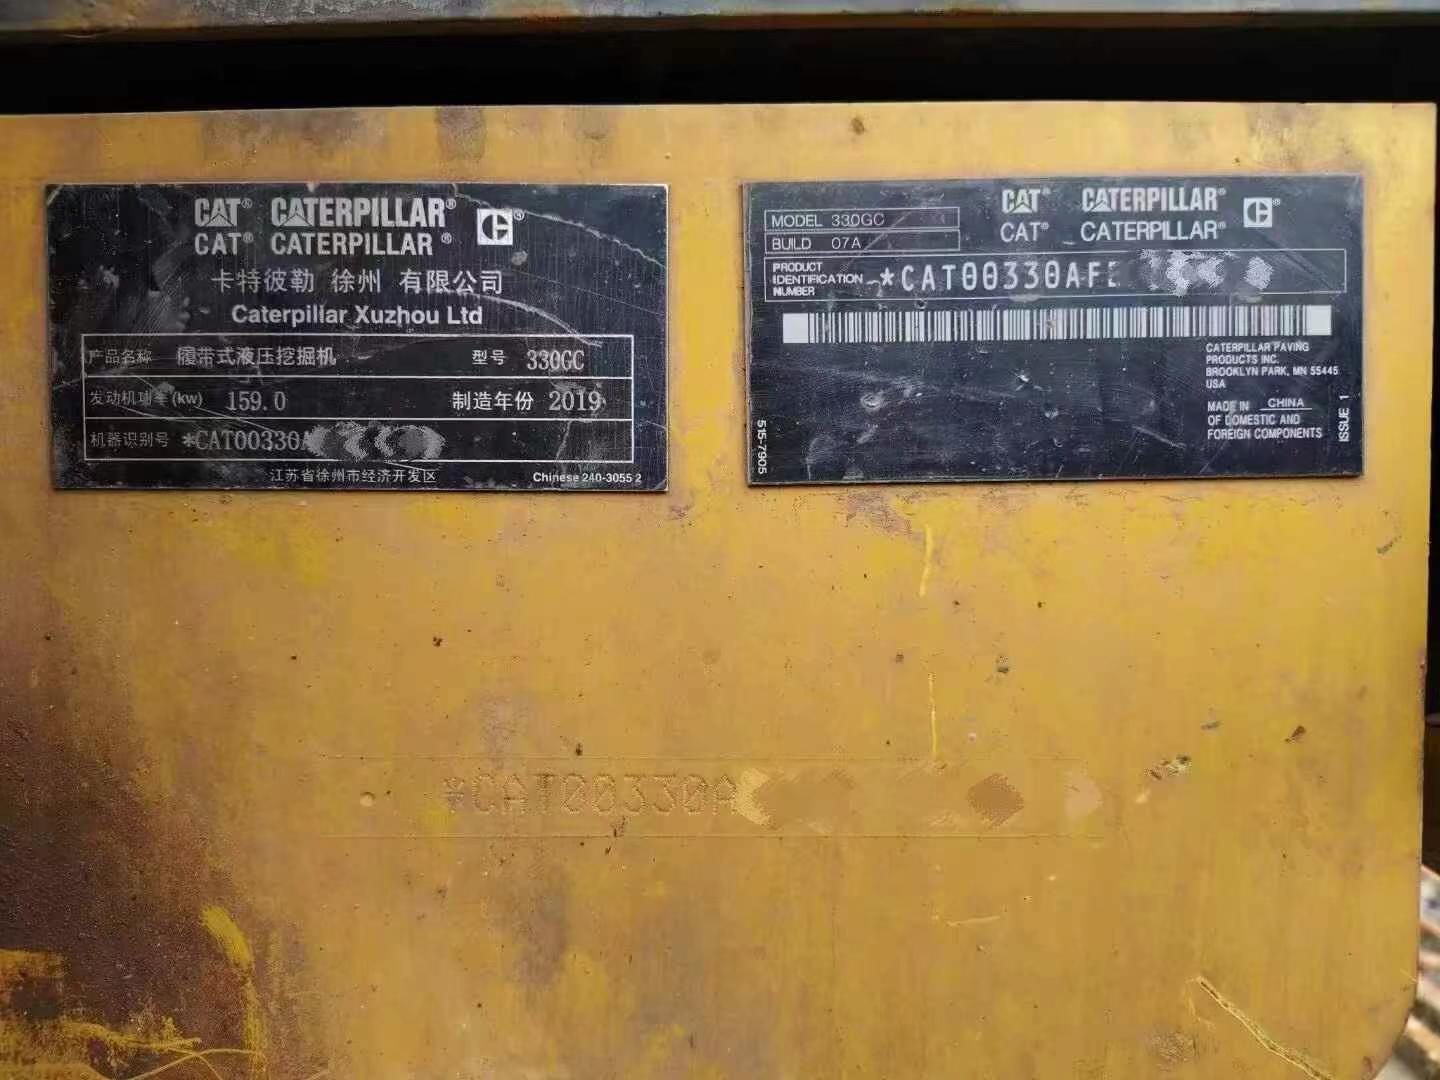 CAT® CATERPILLAR®
CAT® CATERPILLAR®
卡特彼勒 徐州 有限公司
Caterpillar Xuzhou Ltd
产品名称 履带式液压挖掘机 型号 330GC
发动机功率(kw) 159.0 制造年份 2019
机器识别号 *CAT00330A
江苏省徐州市经济开发区 Chinese 240-3055 2
CAT® CATERPILLAR®
CAT® CATERPILLAR®
MODEL 330GC
BUILD 07A
PRODUCT
IDENTIFICATION
NUMBER
*CAT00330AF
CATERPILLAR PAVING
PRODUCTS INC.
BROOKLYN PARK, MN 55445
USA
MADE IN CHINA
OF DOMESTIC AND
FOREIGN COMPONENTS
515-7905
ISSUE 1
*CAT00330A